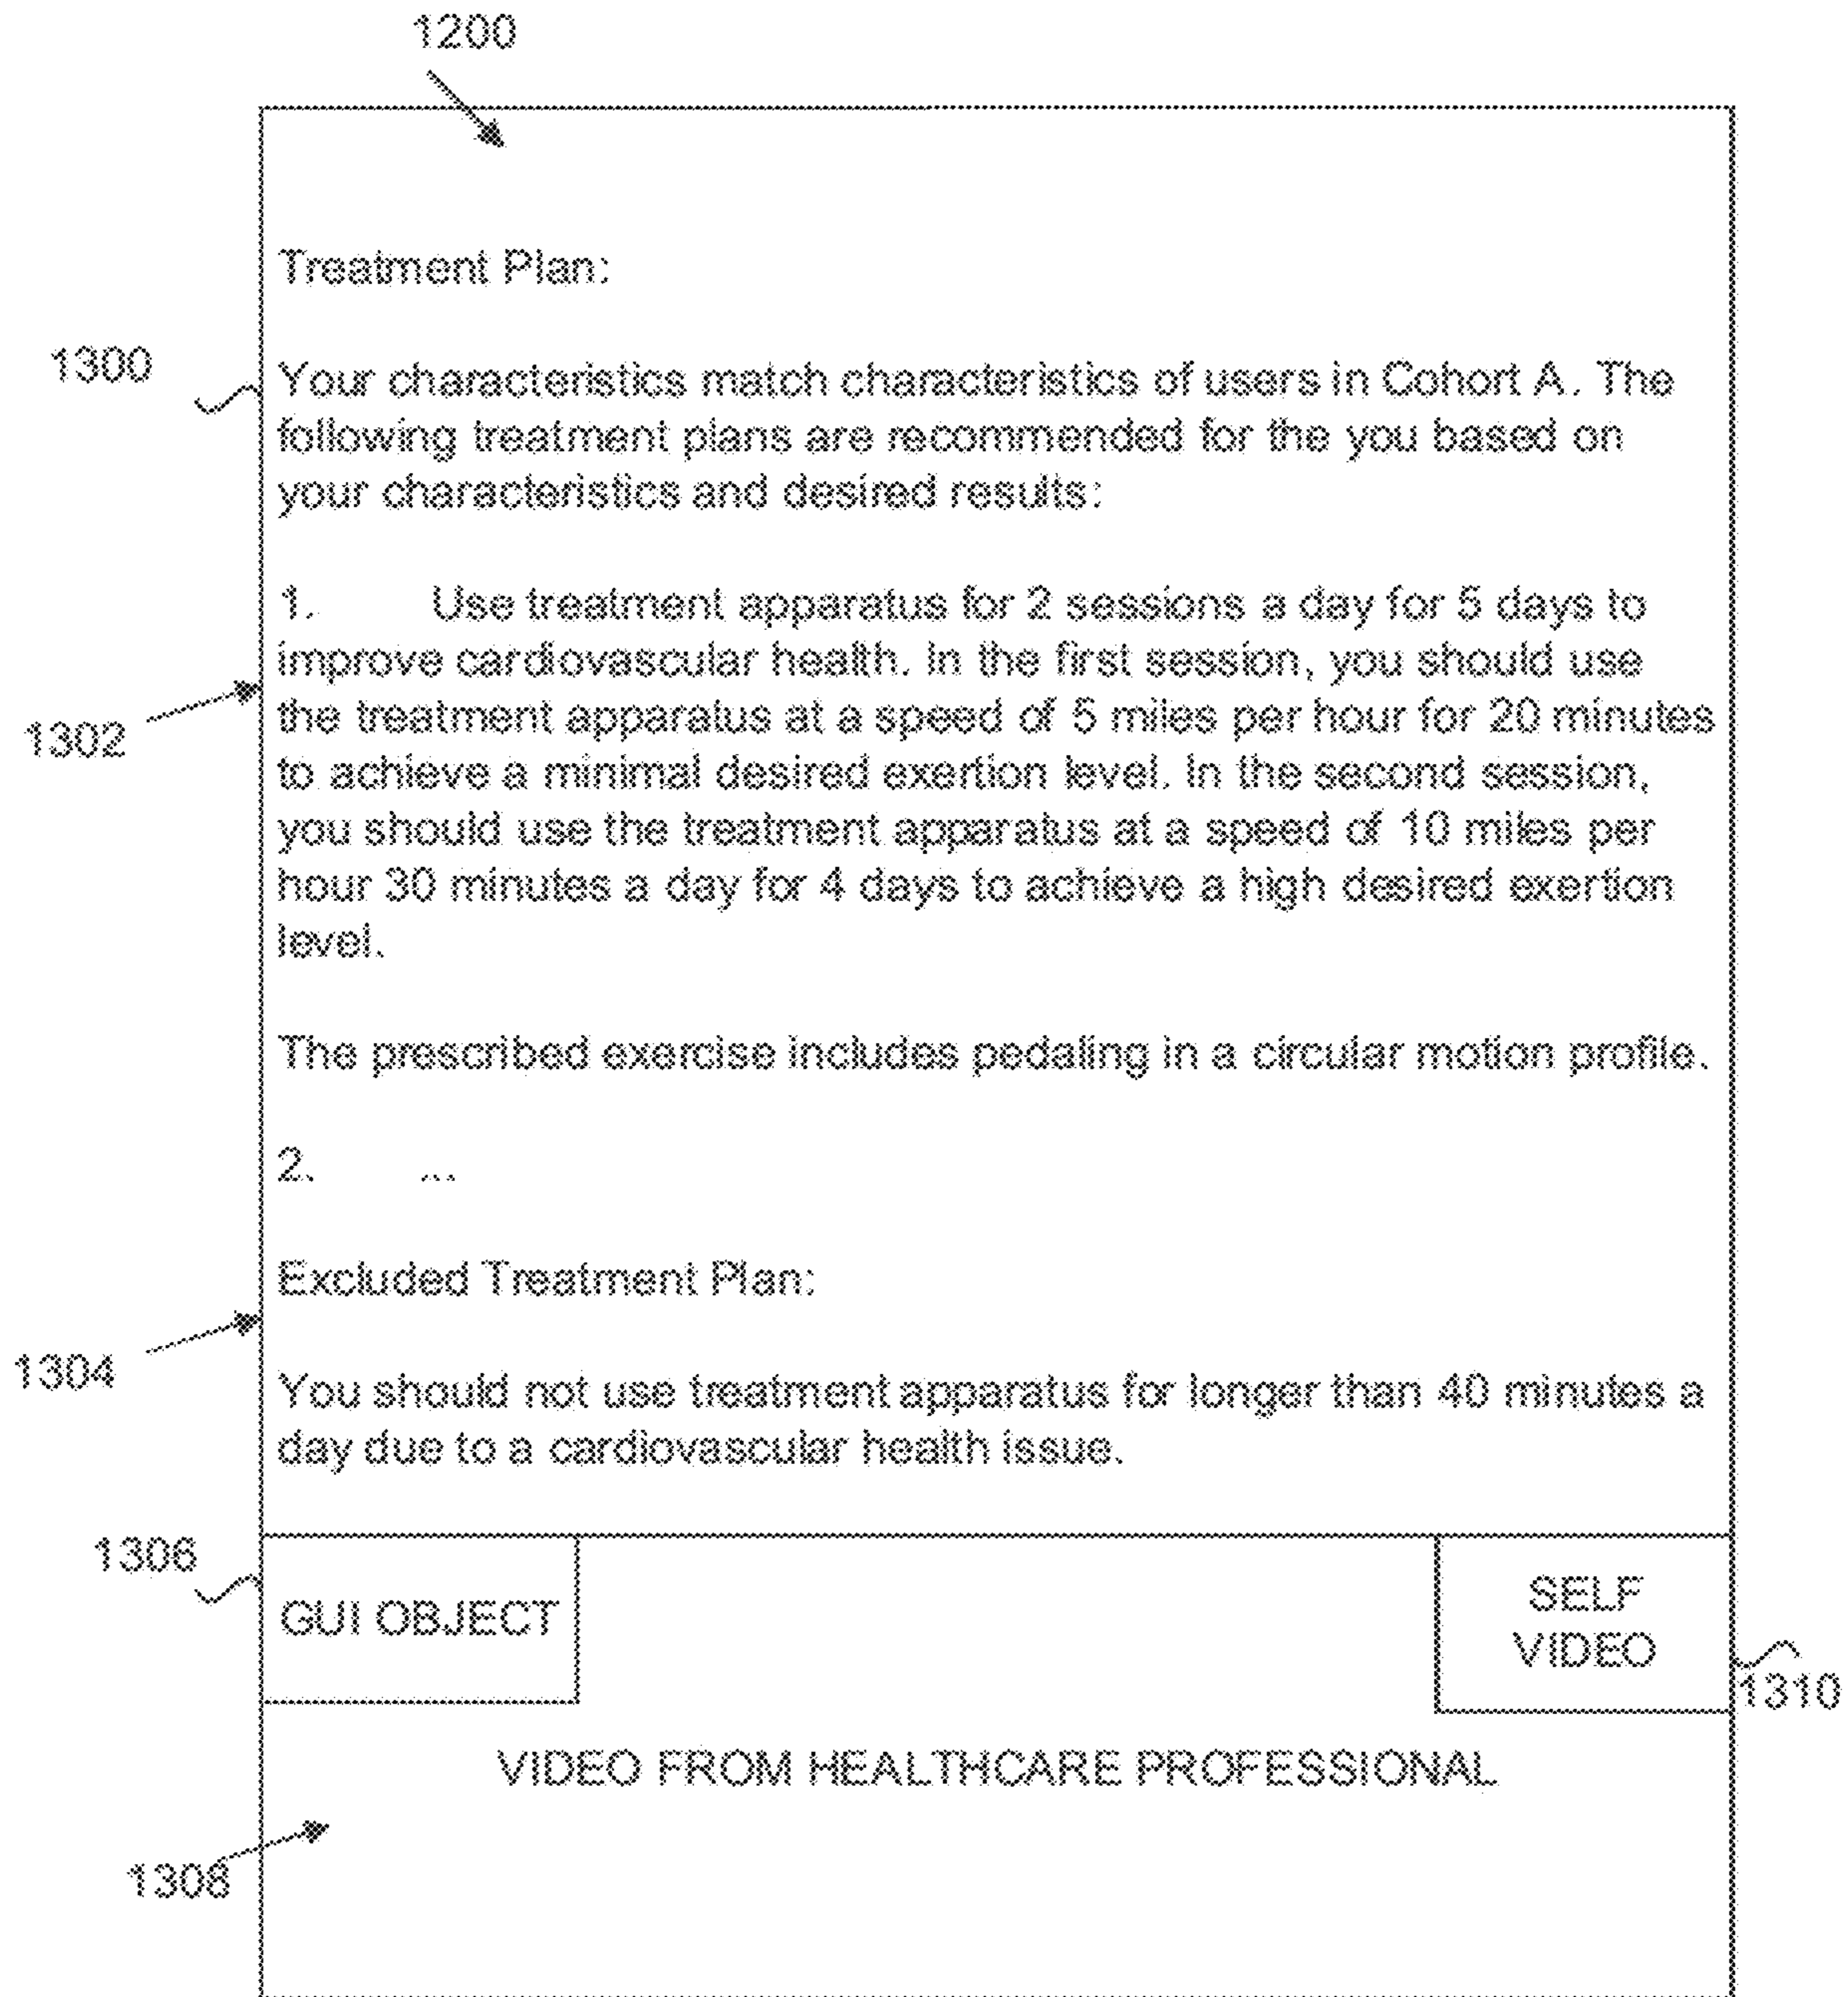 1200
Treatment Plan:
1300
Your characteristics match characteristics of users in Cohort A. The
following treatment plans are recommended for the you based on
your characteristics and desired results:
1. Use treatment apparatus for 2 sessions a day for 5 days to
improve cardiovascular health. In the first session, you should use
1302
the treatment apparatus at a speed of 5 miles per hour for 20 minutes
to achieve a minimal desired exertion level. In the second session,
you should use the treatment apparatus at a speed of 10 miles per
hour 30 minutes a day for 4 days to achieve a high desired exertion
level.
The prescribed exercise includes pedaling in a circular motion profile.
2. ...
Excluded Treatment Plan:
1304
You should not use treatment apparatus for longer than 40 minutes a
day due to a cardiovascular health issue.
1306
GUI OBJECT
SELF
VIDEO
1310
VIDEO FROM HEALTHCARE PROFESSIONAL
1308